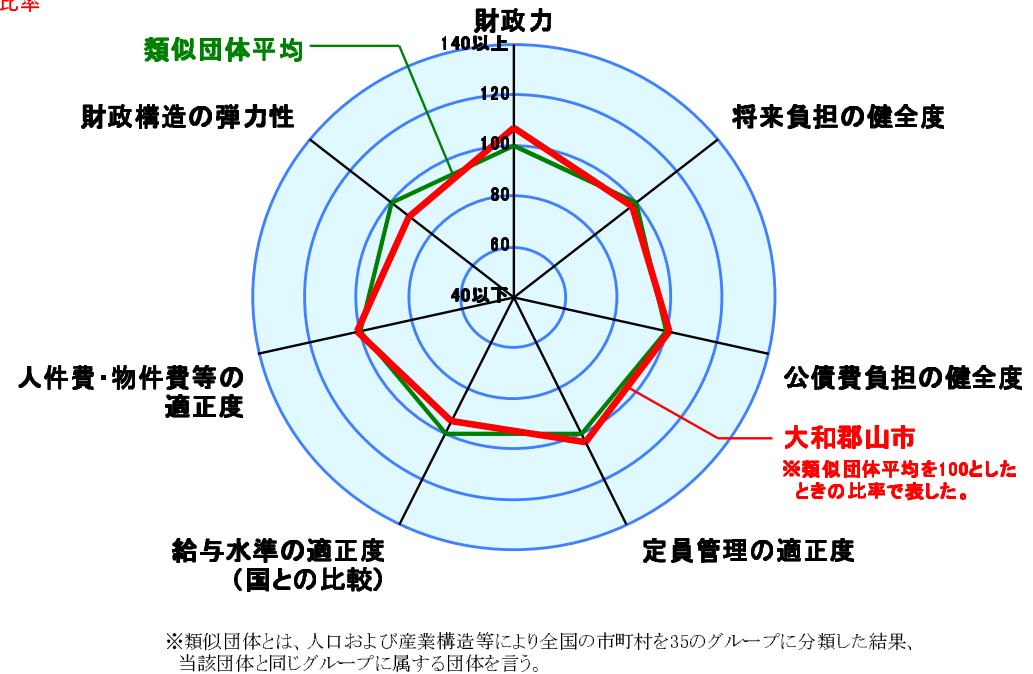 比率
財政力
140以上
類似団体平均
120
財政構造の弾力性
将来負担の健全度
100
80
60
40以下
人件費・物件費等の
適正度
公債費負担の健全度
大和郡山市
※類似団体平均を100とした
ときの比率で表した。
給与水準の適正度
（国との比較）
定員管理の適正度
※類似団体とは、人口および産業構造等により全国の市町村を35のグループに分類した結果、
当該団体と同じグループに属する団体を言う。